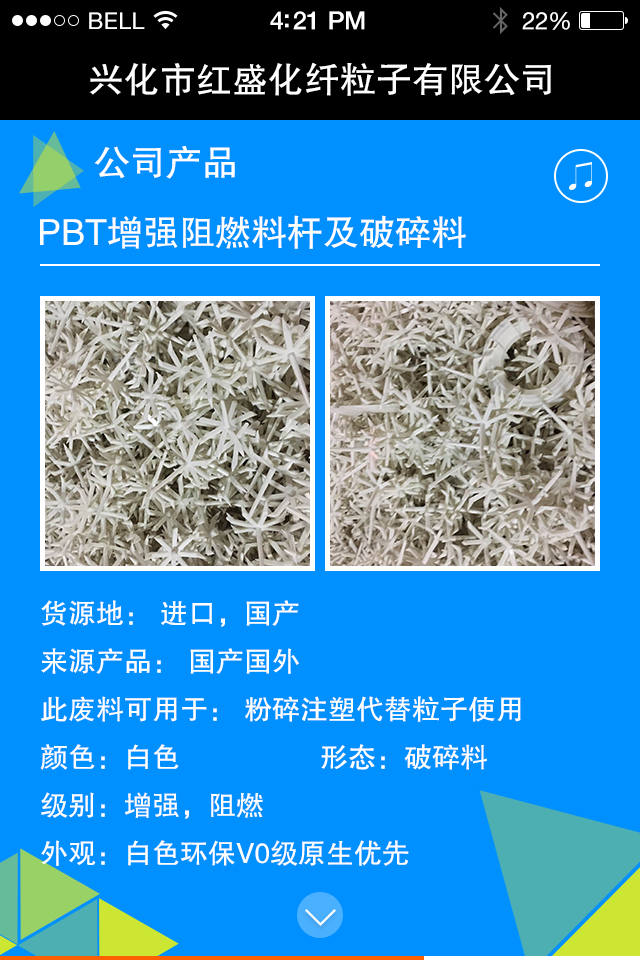 BELL 4:21 PM 22%
兴化市红盛化纤粒子有限公司
公司产品
PBT增强阻燃料杆及破碎料
货源地： 进口，国产
来源产品： 国产国外
此废料可用于： 粉碎注塑代替粒子使用
颜色：白色 形态：破碎料
级别：增强，阻燃
外观：白色环保V0级原生优先